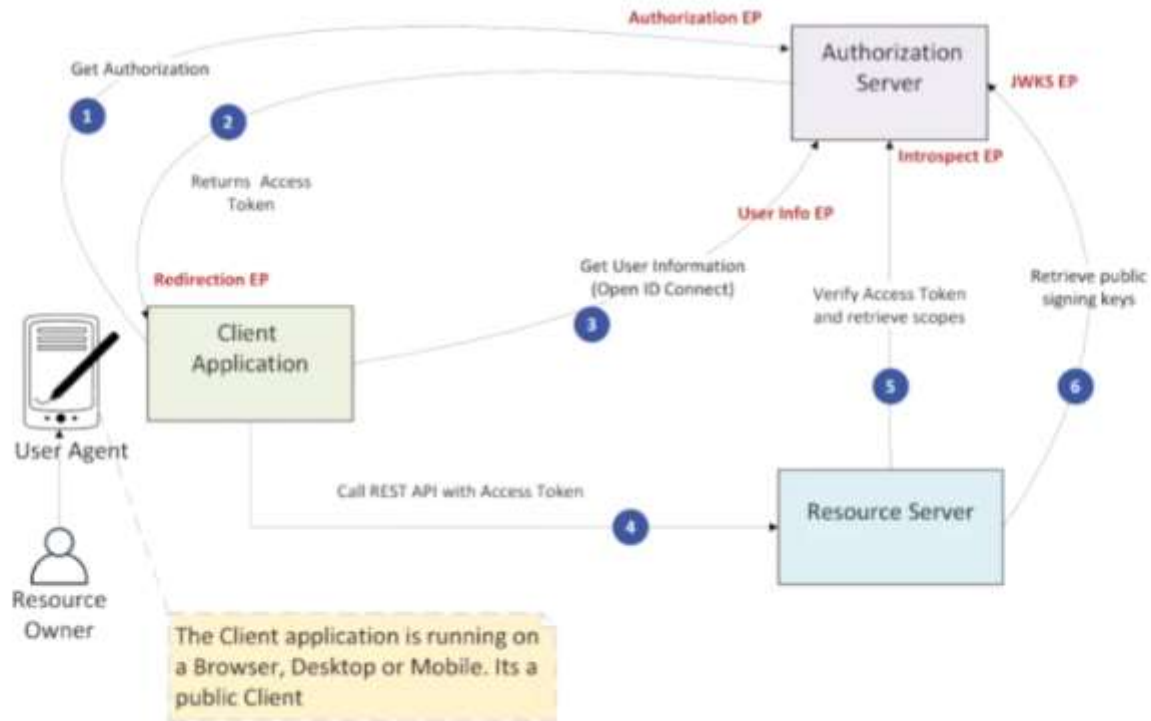 Authorization EP
Authorization
Server
Get Authorization
JWKS EP
1
2
Introspect EP
Returns Access
Token
User Info EP
Redirection EP
Get User Information
(Open ID Connect)
Retrieve public
signing keys
Verify Access Token
and retrieve scopes
3
Client
Application
5
6
User Agent
Call REST API with Access Token
4
Resource Server
Resource
Owner
The Client application is running on
a Browser, Desktop or Mobile. Its a
public Client